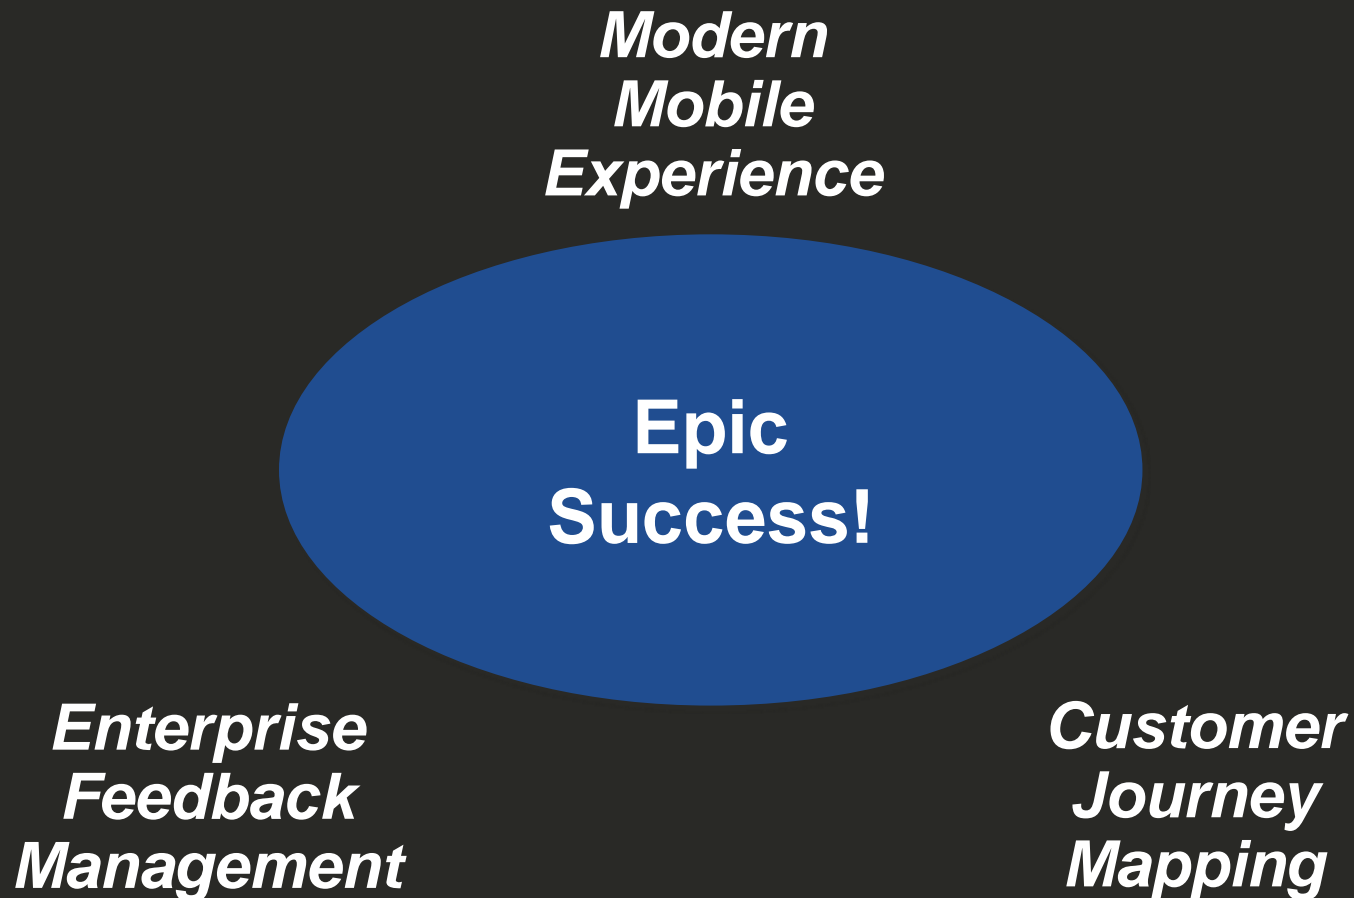 Modern
Mobile
Experience
Epic
Success!
Enterprise
Feedback
Management
Customer
Journey
Mapping